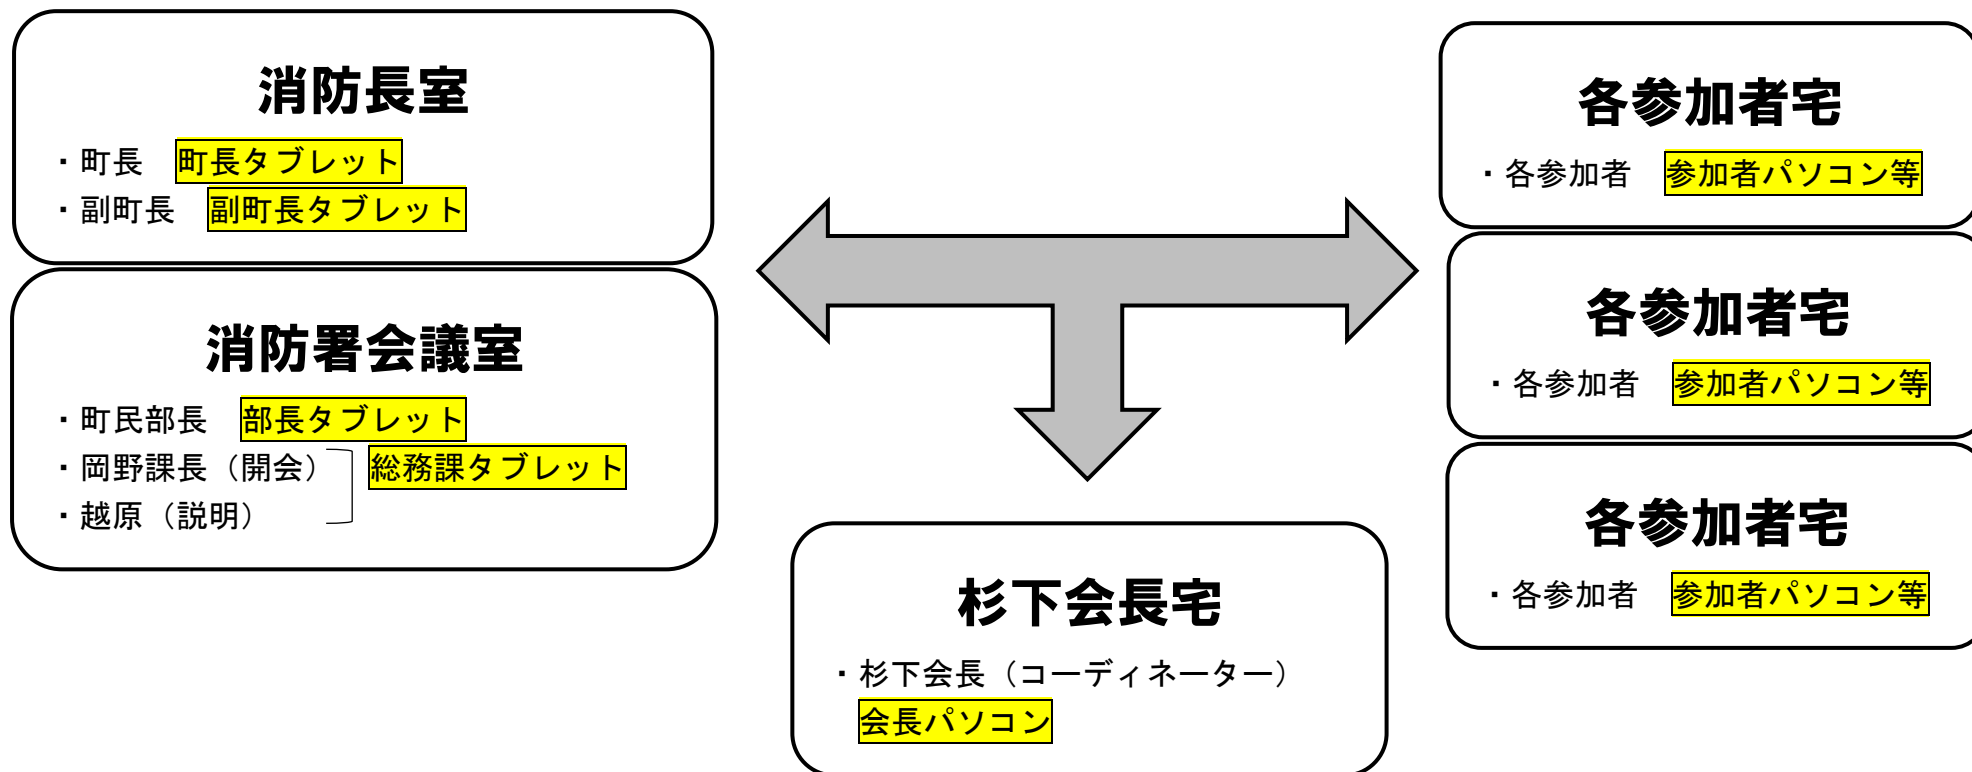 消防長室
・町長　町長タブレット
・副町長　副町長タブレット
消防署会議室
・町民部長　部長タブレット
・岡野課長（開会）　総務課タブレット
・越原（説明）
各参加者宅
・各参加者　参加者パソコン等
各参加者宅
・各参加者　参加者パソコン等
各参加者宅
・各参加者　参加者パソコン等
杉下会長宅
・杉下会長（コーディネーター）
会長パソコン